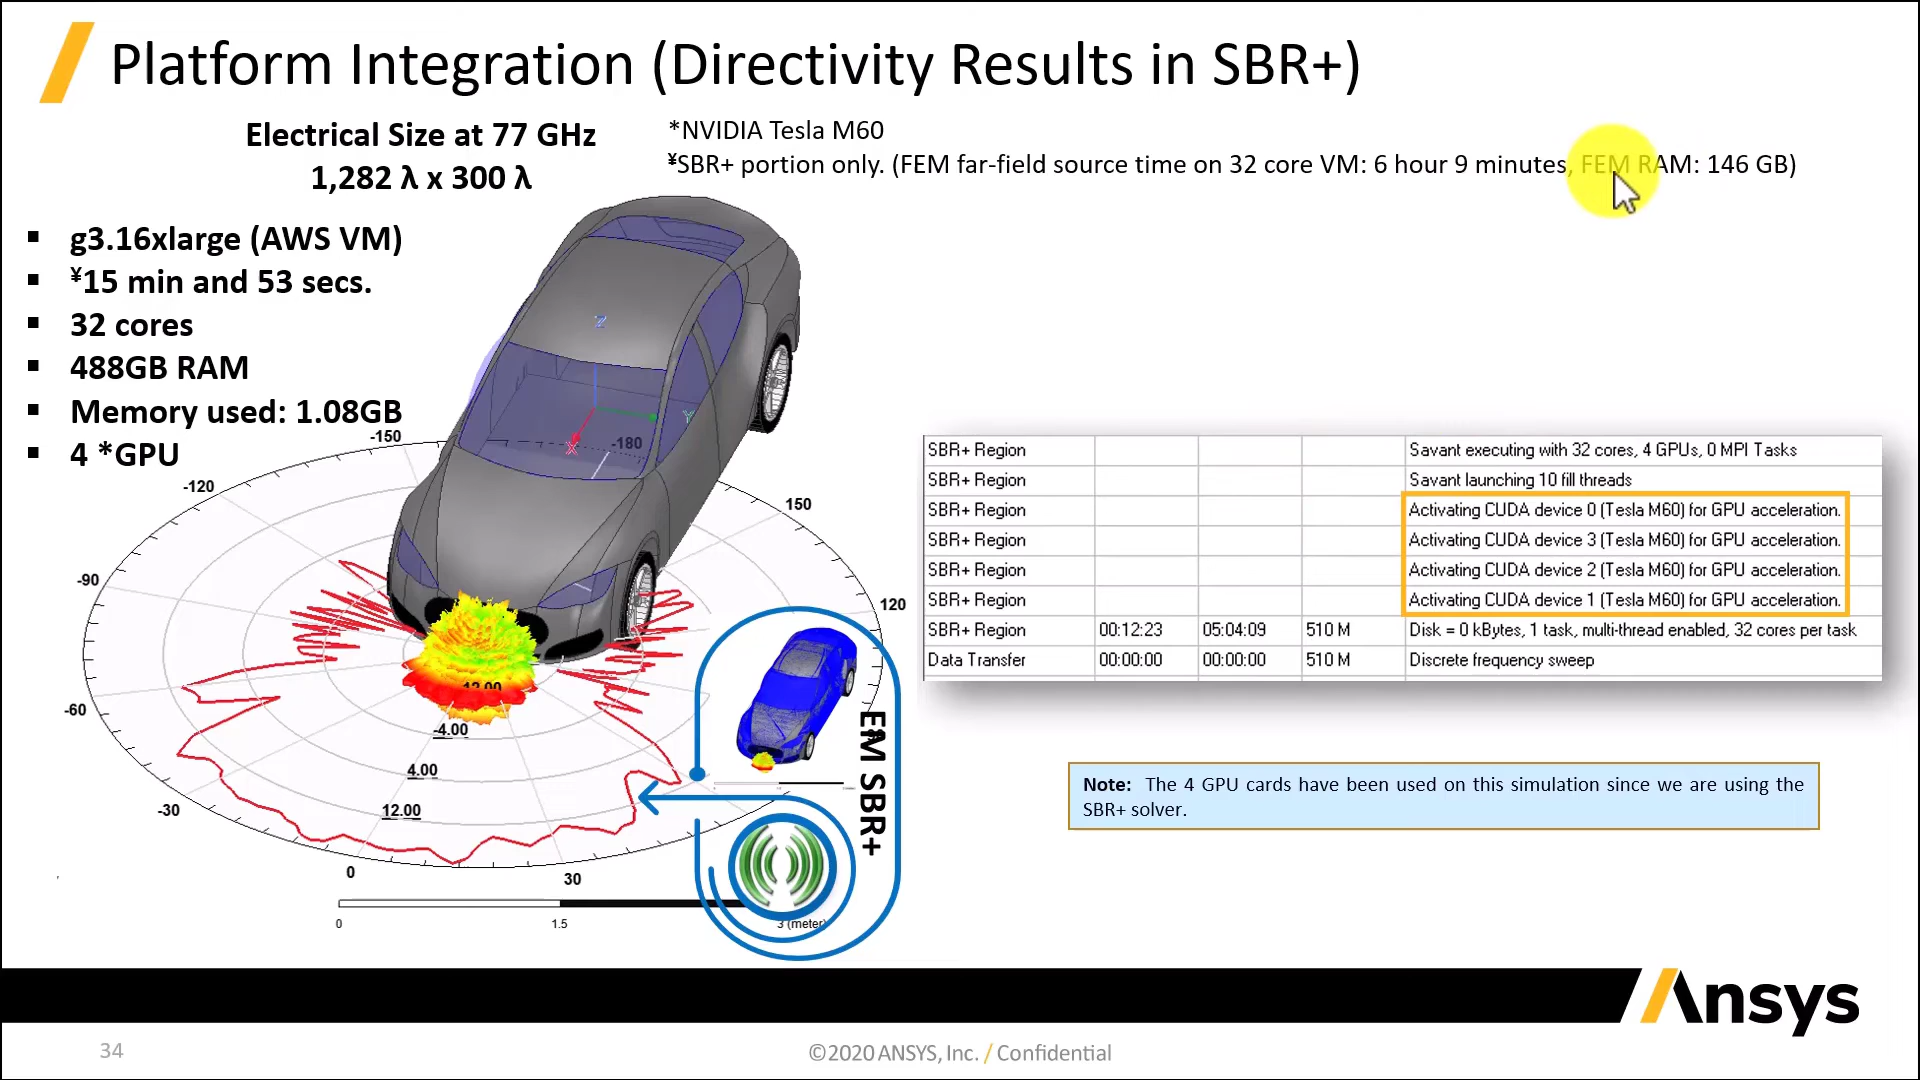 Platform Integration (Directivity Results in SBR+)
Electrical Size at 77 GHz
1,282 λ x 300 λ
*NVIDIA Tesla M60
¥SBR+ portion only. (FEM far-field source time on 32 core VM: 6 hour 9 minutes, FEM RAM: 146 GB)
▪ g3.16xlarge (AWS VM)
▪ ¥15 min and 53 secs.
▪ 32 cores
▪ 488GB RAM
▪ Memory used: 1.08GB
▪ 4 *GPU
Z
Y
X
-180
-150
-120
-90
-60
-30
0
30
120
150
12.00
-4.00
4.00
12.00
0 1.5 3 (meter)
EM SBR+
SBR+ Region Savant executing with 32 cores, 4 GPUs, 0 MPI Tasks
SBR+ Region Savant launching 10 fill threads
SBR+ Region Activating CUDA device 0 (Tesla M60) for GPU acceleration.
SBR+ Region Activating CUDA device 3 (Tesla M60) for GPU acceleration.
SBR+ Region Activating CUDA device 2 (Tesla M60) for GPU acceleration.
SBR+ Region Activating CUDA device 1 (Tesla M60) for GPU acceleration.
SBR+ Region 00:12:23 05:04:09 510 M Disk = 0 kBytes, 1 task, multi-thread enabled, 32 cores per task
Data Transfer 00:00:00 00:00:00 510 M Discrete frequency sweep
Note: The 4 GPU cards have been used on this simulation since we are using the
SBR+ solver.
Ansys
34
©2020 ANSYS, Inc. / Confidential